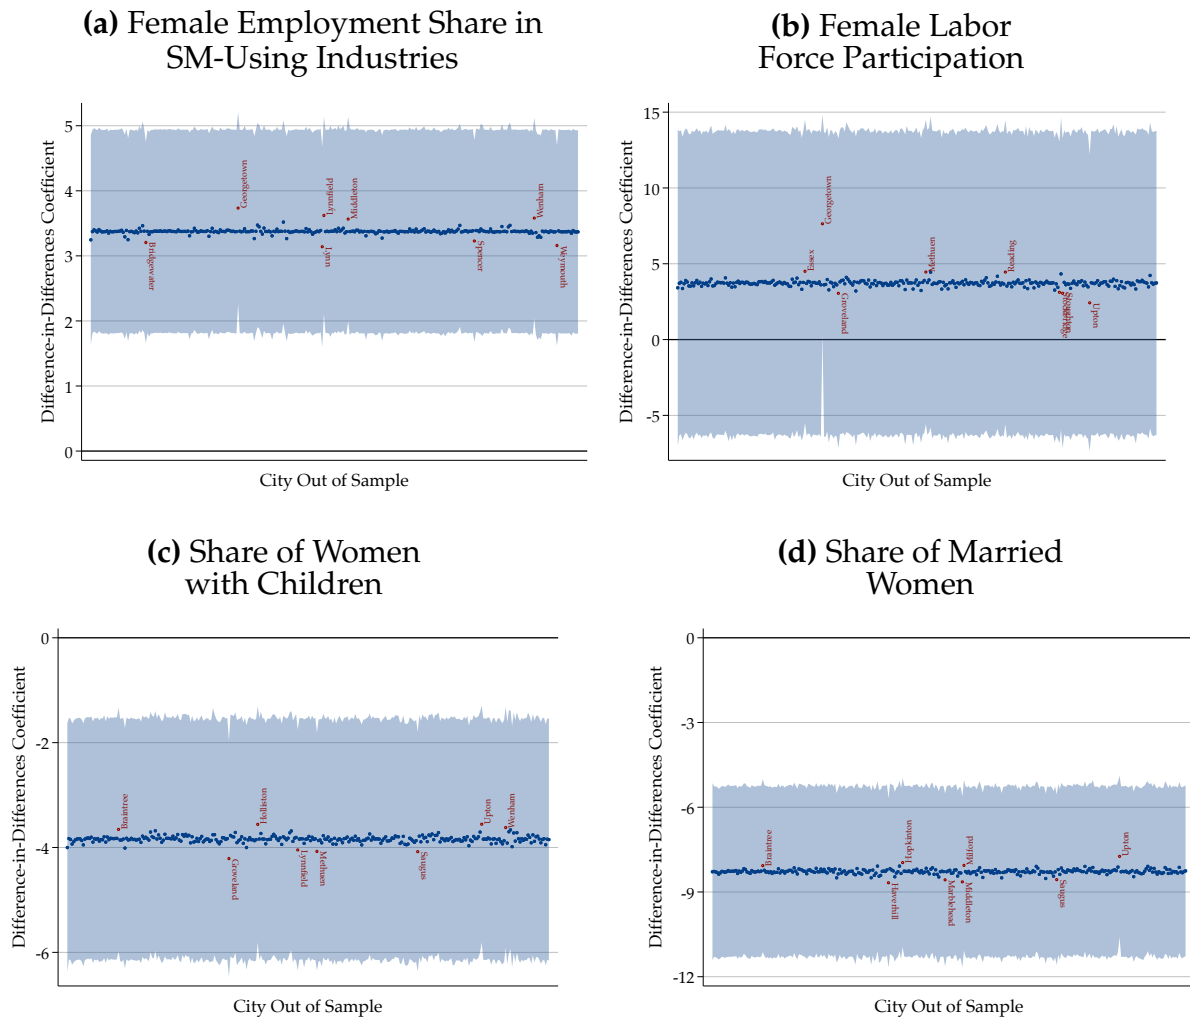 (a) Female Employment Share in
SM-Using Industries
Difference-in-Differences Coefficient
5
4
3
2
1
0
Bridgewater
Georgetown
Lynn
Lynnfield
Middleton
Spencer
Wenham
Weymouth
City Out of Sample
(b) Female Labor
Force Participation
Difference-in-Differences Coefficient
15
10
5
0
-5
Essex
Georgetown
Groveland
Methuen
Reading
Upton
City Out of Sample
(c) Share of Women
with Children
Difference-in-Differences Coefficient
0
-2
-4
-6
Braintree
Groveland
Holliston
Lynnfield
Methuen
Saugus
Upton
Wenham
City Out of Sample
(d) Share of Married
Women
Difference-in-Differences Coefficient
0
-3
-6
-9
-12
Braintree
Haverhill
Hopkinton
Marblehead
Middleton
Milford
Saugus
Upton
City Out of Sample